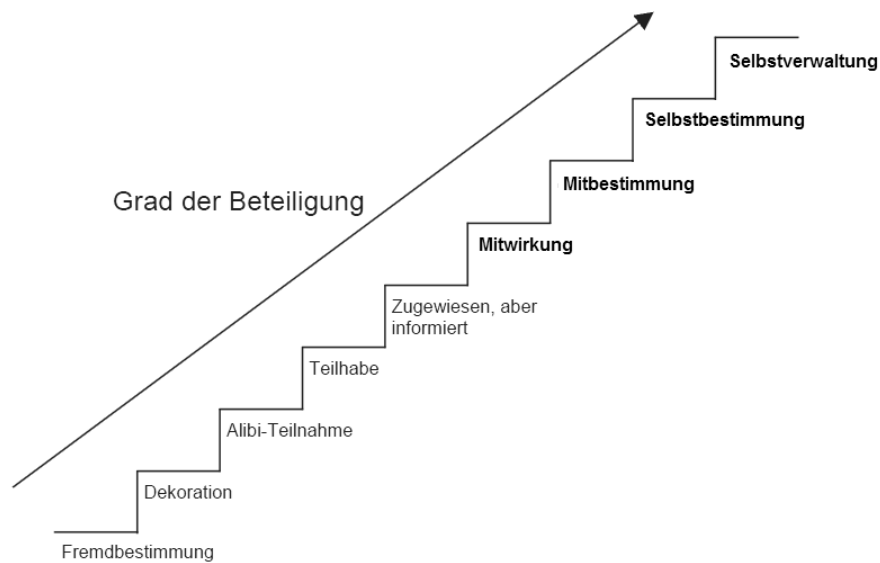 Selbstverwaltung
Selbstbestimmung
Mitbestimmung
Grad der Beteiligung
Mitwirkung
Zugewiesen, aber
informiert
Teilhabe
Alibi-Teilnahme
Dekoration
Fremdbestimmung